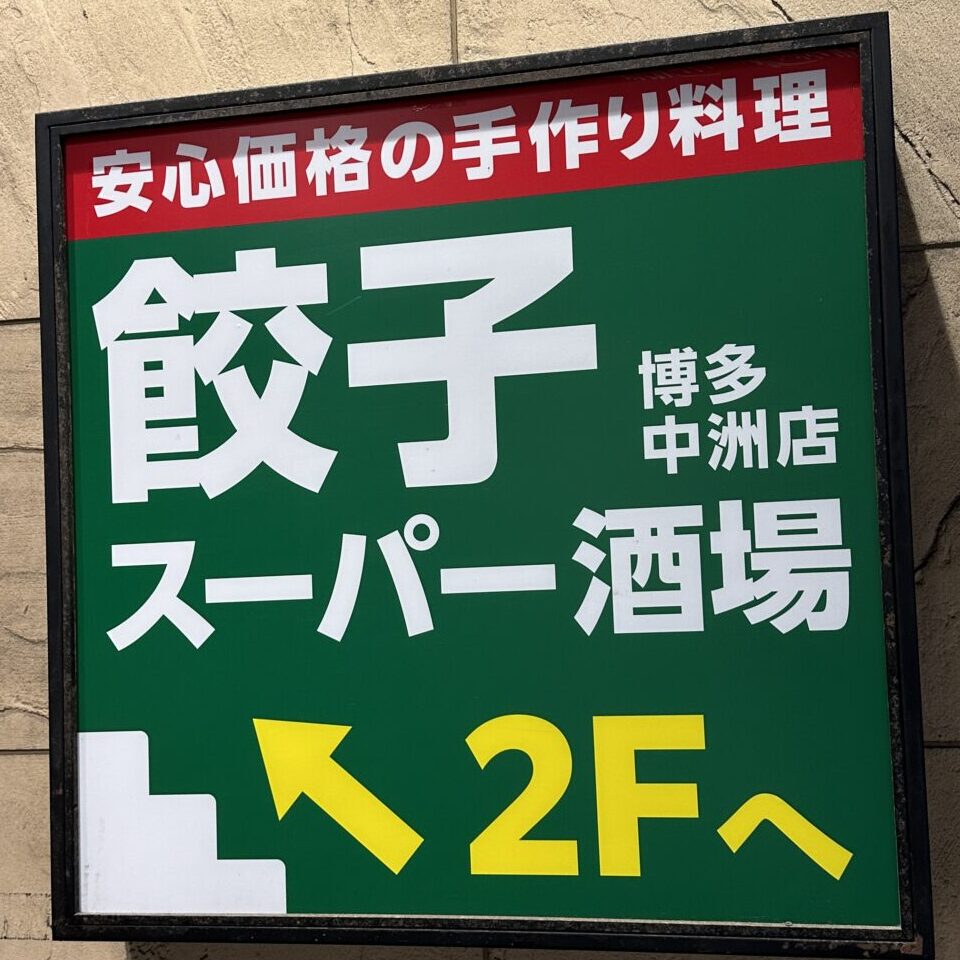 安心価格の手作り料理
餃子
博多
中洲店
スーパー酒場
2Fへ